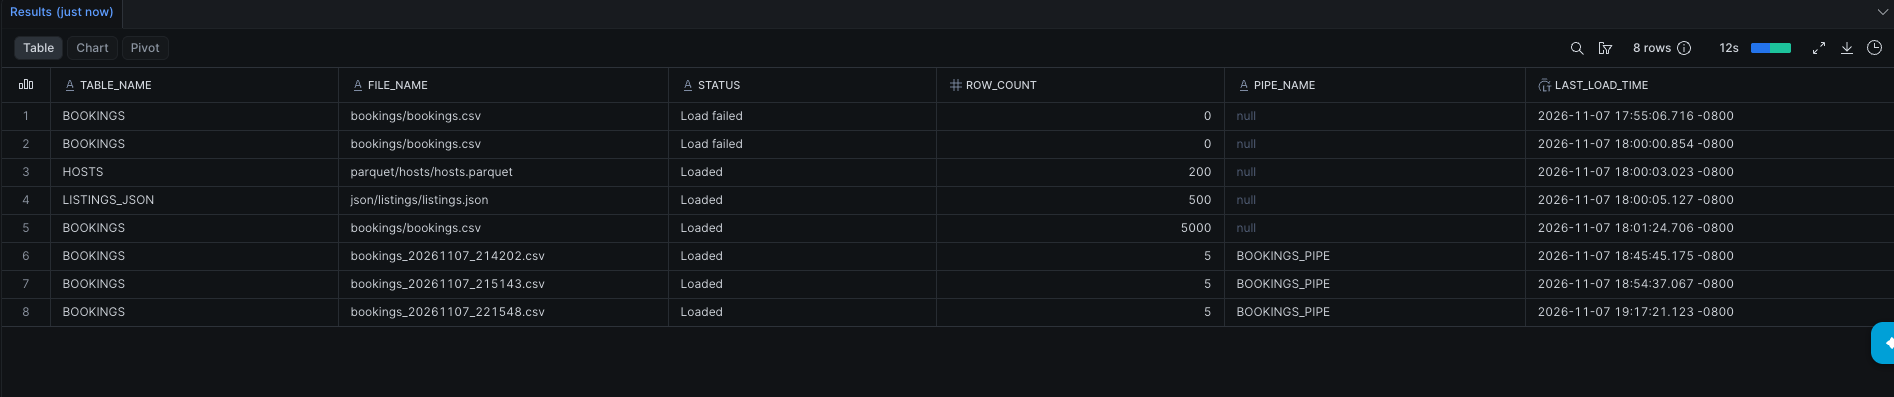 Results (just now)
Table Chart Pivot 8 rows 12s
A TABLE_NAME A FILE_NAME A STATUS # ROW_COUNT A PIPE_NAME LAST_LOAD_TIME
1 BOOKINGS bookings/bookings.csv Load failed 0 null 2026-11-07 17:55:06.716 -0800
2 BOOKINGS bookings/bookings.csv Load failed 0 null 2026-11-07 18:00:00.854 -0800
3 HOSTS parquet/hosts/hosts.parquet Loaded 200 null 2026-11-07 18:00:03.023 -0800
4 LISTINGS_JSON json/listings/listings.json Loaded 500 null 2026-11-07 18:00:05.127 -0800
5 BOOKINGS bookings/bookings.csv Loaded 5000 null 2026-11-07 18:01:24.706 -0800
6 BOOKINGS bookings_20261107_214202.csv Loaded 5 BOOKINGS_PIPE 2026-11-07 18:45:45.175 -0800
7 BOOKINGS bookings_20261107_215143.csv Loaded 5 BOOKINGS_PIPE 2026-11-07 18:54:37.067 -0800
8 BOOKINGS bookings_20261107_221548.csv Loaded 5 BOOKINGS_PIPE 2026-11-07 19:17:21.123 -0800